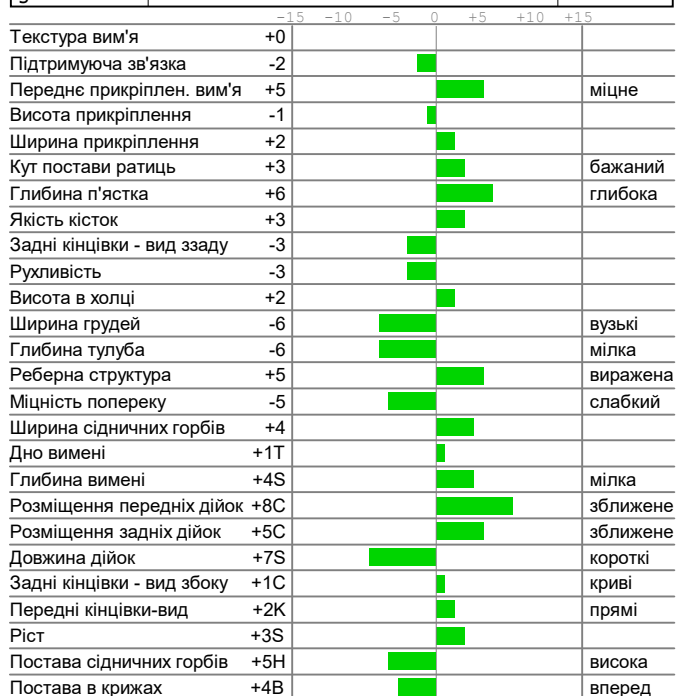 -15 -10 -5 0 +5 +10 +15
Текстура вим'я +0
Підтримуюча зв'язка -2
Переднє прикріплен. вим'я +5 міцне
Висота прикріплення -1
Ширина прикріплення +2
Кут постави ратиць +3 бажаний
Глибина п'ястка +6 глибока
Якість кісток +3
Задні кінцівки - вид ззаду -3
Рухливість -3
Висота в холці +2
Ширина грудей -6 вузькі
Глибина тулуба -6 мілка
Реберна структура +5 виражена
Міцність попереку -5 слабкий
Ширина сідничних горбів +4
Дно вимені +1T
Глибина вимені +4S мілка
Розміщення передніх дійок +8C зближене
Розміщення задніх дійок +5C зближене
Довжина дійок +7S короткі
Задні кінцівки - вид збоку +1C криві
Передні кінцівки-вид +2K прямі
Ріст +3S
Постава сідничних горбів +5H висока
Постава в крижах +4B вперед